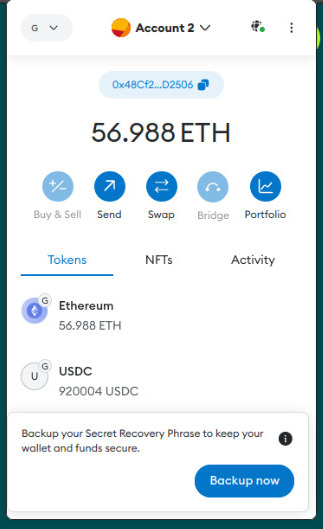 G
Account 2
0x48Cf2...D2506
56.988 ETH
Buy & Sell Send Swap Bridge Portfolio
Tokens NFTs Activity
G
Ethereum
56.988 ETH
G
U
USDC
920004 USDC
Backup your Secret Recovery Phrase to keep your
wallet and funds secure.
Backup now